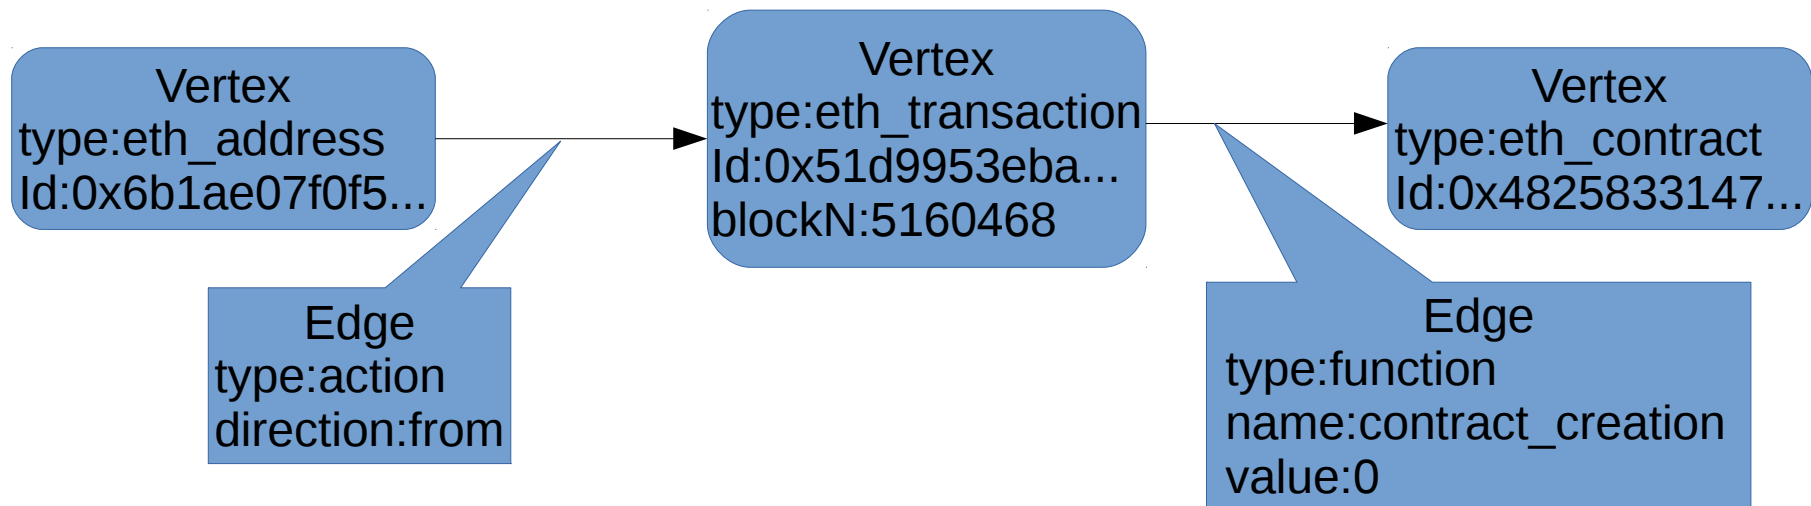 Vertex
type:eth_address
Id:0x6b1ae07f0f5...
Vertex
type:eth_transaction
Id:0x51d9953eba...
blockN:5160468
Vertex
type:eth_contract
Id:0x4825833147...
Edge
type:action
direction:from
Edge
type:function
name:contract_creation
value:0